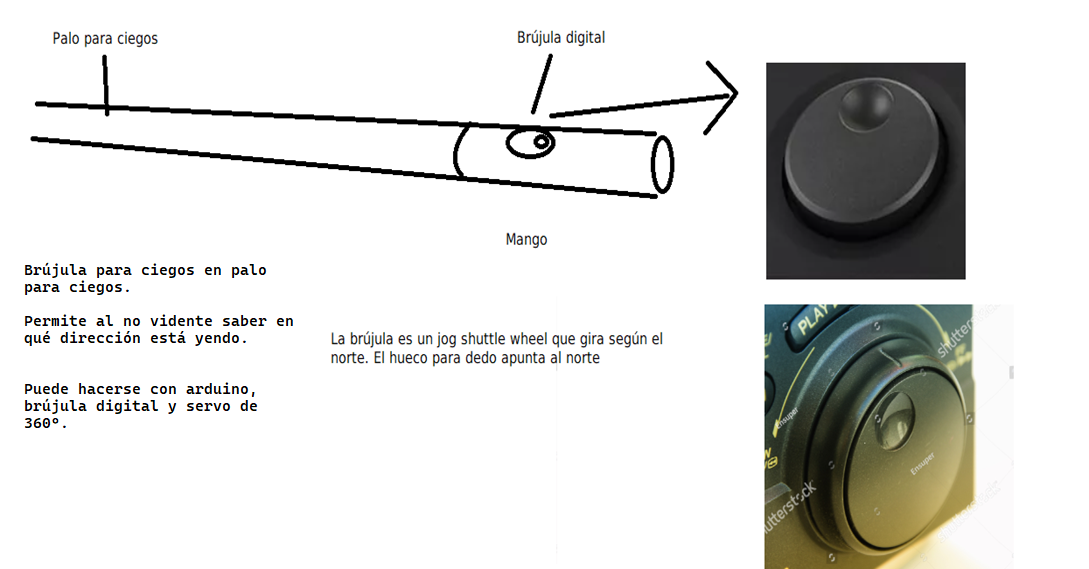 Palo para ciegos
Brújula digital
Mango
Brújula para ciegos en palo
para ciegos.
Permite al no vidente saber en
qué dirección está yendo.
La brújula es un jog shuttle wheel que gira según el
norte. El hueco para dedo apunta al norte
Puede hacerse con arduino,
brújula digital y servo de
360º.
PLAY
shutterstock
Ensuper
Ensuper